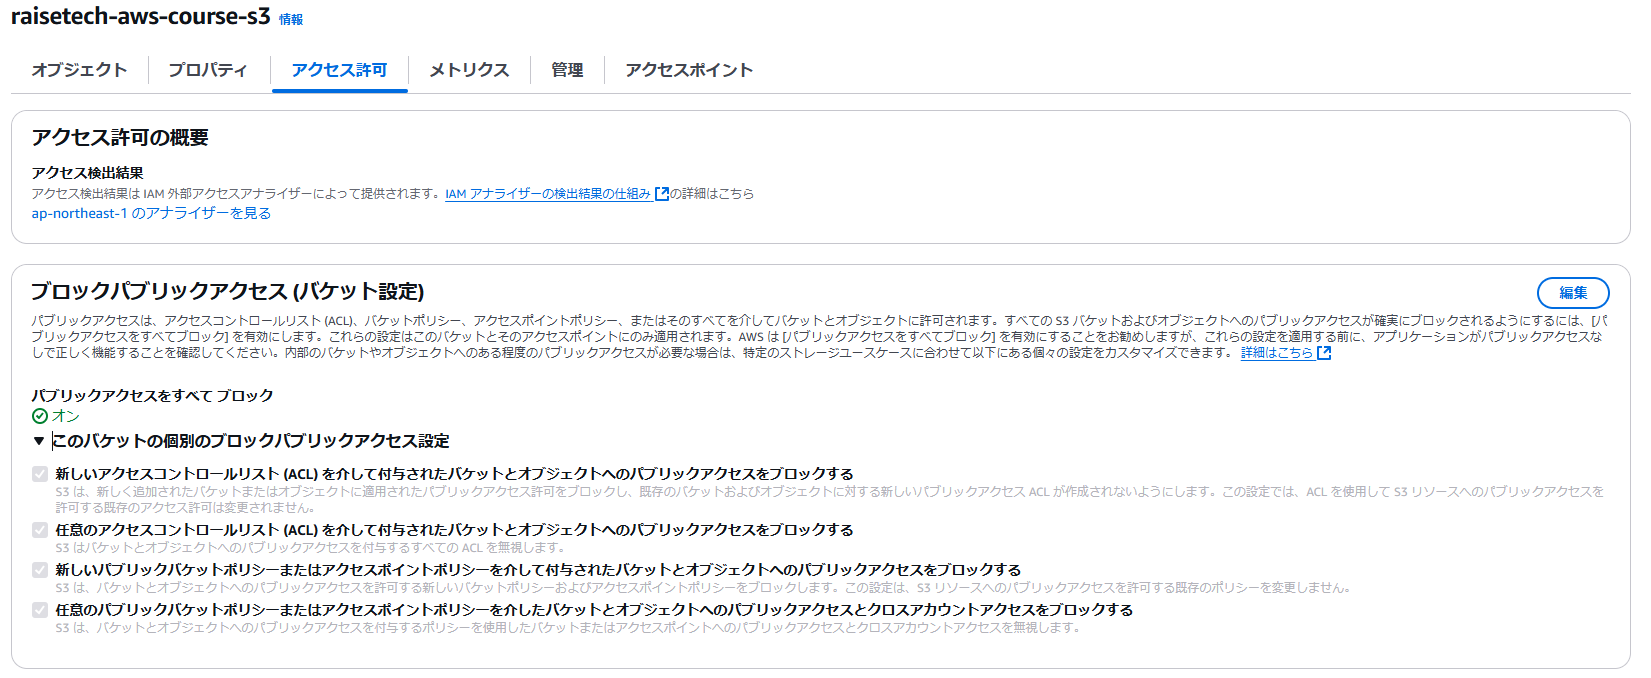 raisetech-aws-course-s3 情報
オブジェクト プロパティ アクセス許可 メトリクス 管理 アクセスポイント
アクセス許可の概要
アクセス検出結果
アクセス検出結果は IAM 外部アクセスアナライザーによって提供されます。IAM アナライザーの検出結果の仕組み の詳細はこちら
ap-northeast-1 のアナライザーを見る
ブロックパブリックアクセス (バケット設定)
編集
パブリックアクセスは、アクセスコントロールリスト (ACL)、バケットポリシー、アクセスポイントポリシー、またはそのすべてを介してバケットとオブジェクトに許可されます。すべての S3 バケットおよびオブジェクトへのパブリックアクセスが確実にブロックされるようにするには、[パ
ブリックアクセスをすべてブロック] を有効にします。これらの設定はこのバケットとそのアクセスポイントにのみ適用されます。AWS は [パブリックアクセスをすべてブロック] を有効にすることをお勧めしますが、これらの設定を適用する前に、アプリケーションがパブリックアクセスな
しで正しく機能することを確認してください。内部のバケットやオブジェクトへのある程度のパブリックアクセスが必要な場合は、特定のストレージユースケースに合わせて以下にある個々の設定をカスタマイズできます。 詳細はこちら
パブリックアクセスをすべて ブロック
オン
このバケットの個別のブロックパブリックアクセス設定
新しいアクセスコントロールリスト (ACL) を介して付与されたバケットとオブジェクトへのパブリックアクセスをブロックする
S3 は、新しく追加されたバケットまたはオブジェクトに適用されたパブリックアクセス許可をブロックし、既存のバケットおよびオブジェクトに対する新しいパブリックアクセス ACL が作成されないようにします。この設定では、ACL を使用して S3 リソースへのパブリックアクセスを
許可する既存のアクセス許可は変更されません。
任意のアクセスコントロールリスト (ACL) を介して付与されたバケットとオブジェクトへのパブリックアクセスをブロックする
S3 はバケットとオブジェクトへのパブリックアクセスを付与するすべての ACL を無視します。
新しいパブリックバケットポリシーまたはアクセスポイントポリシーを介して付与されたバケットとオブジェクトへのパブリックアクセスをブロックする
S3 は、バケットとオブジェクトへのパブリックアクセスを許可する新しいバケットポリシーおよびアクセスポイントポリシーをブロックします。この設定は、S3 リソースへのパブリックアクセスを許可する既存のポリシーを変更しません。
任意のパブリックバケットポリシーまたはアクセスポイントポリシーを介したバケットとオブジェクトへのパブリックアクセスとクロスアカウントアクセスをブロックする
S3 は、バケットとオブジェクトへのパブリックアクセスを付与するポリシーを使用したバケットまたはアクセスポイントへのパブリックアクセスとクロスアカウントアクセスを無視します。